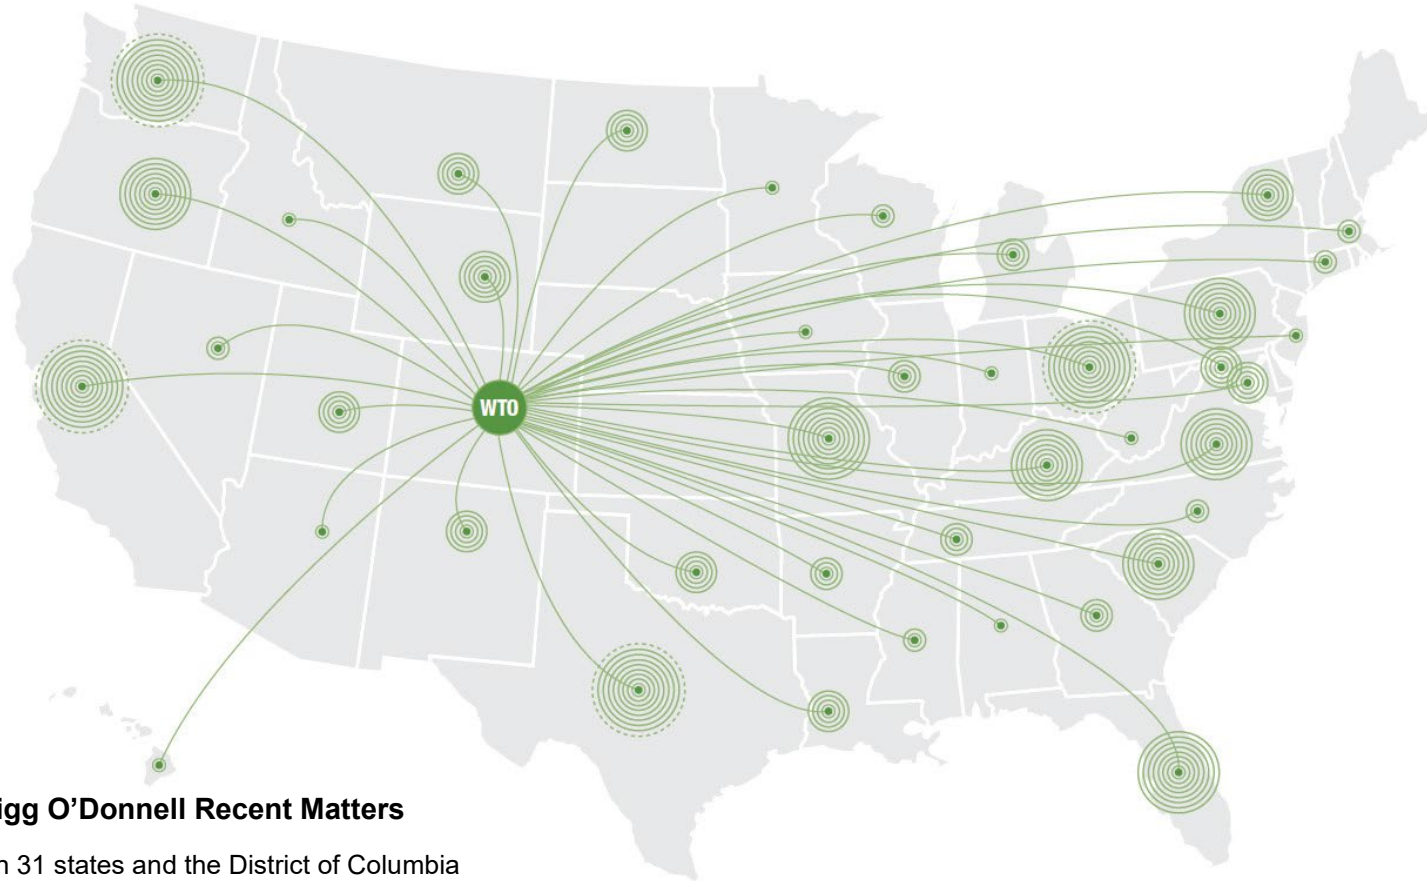 WTO
igg O’Donnell Recent Matters
n 31 states and the District of Columbia